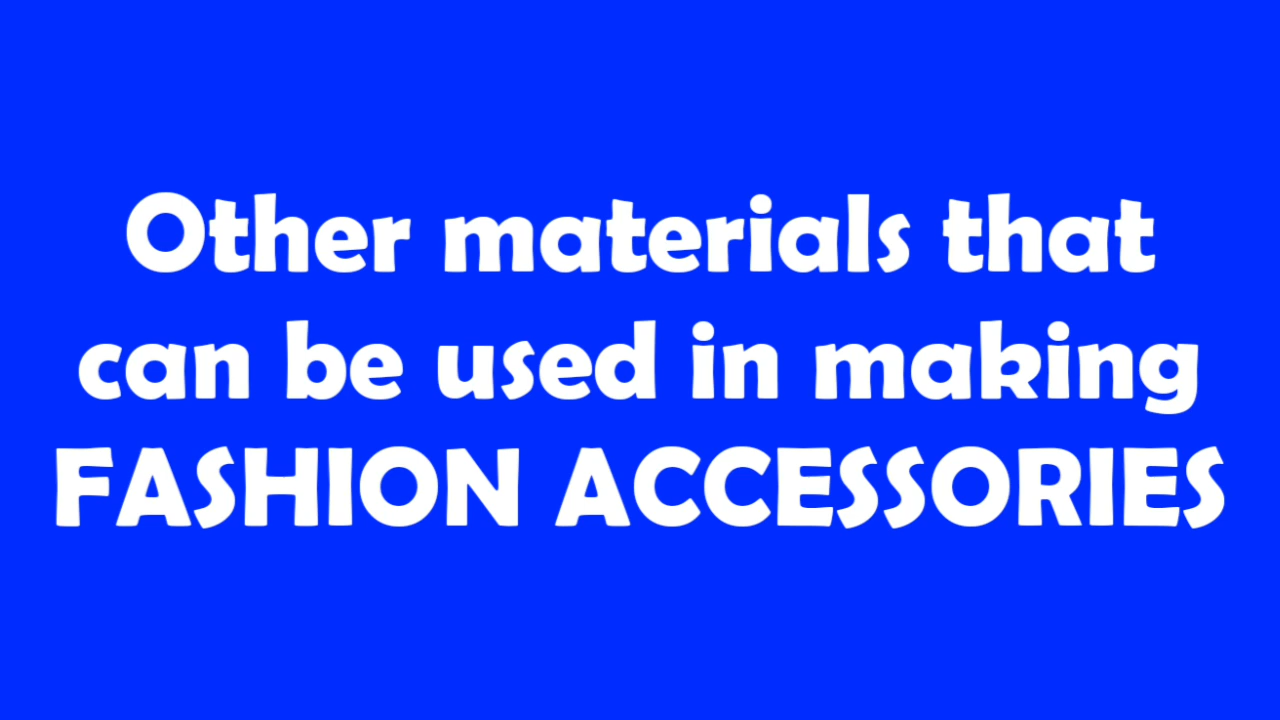 Other materials that
can be used in making
FASHION ACCESSORIES